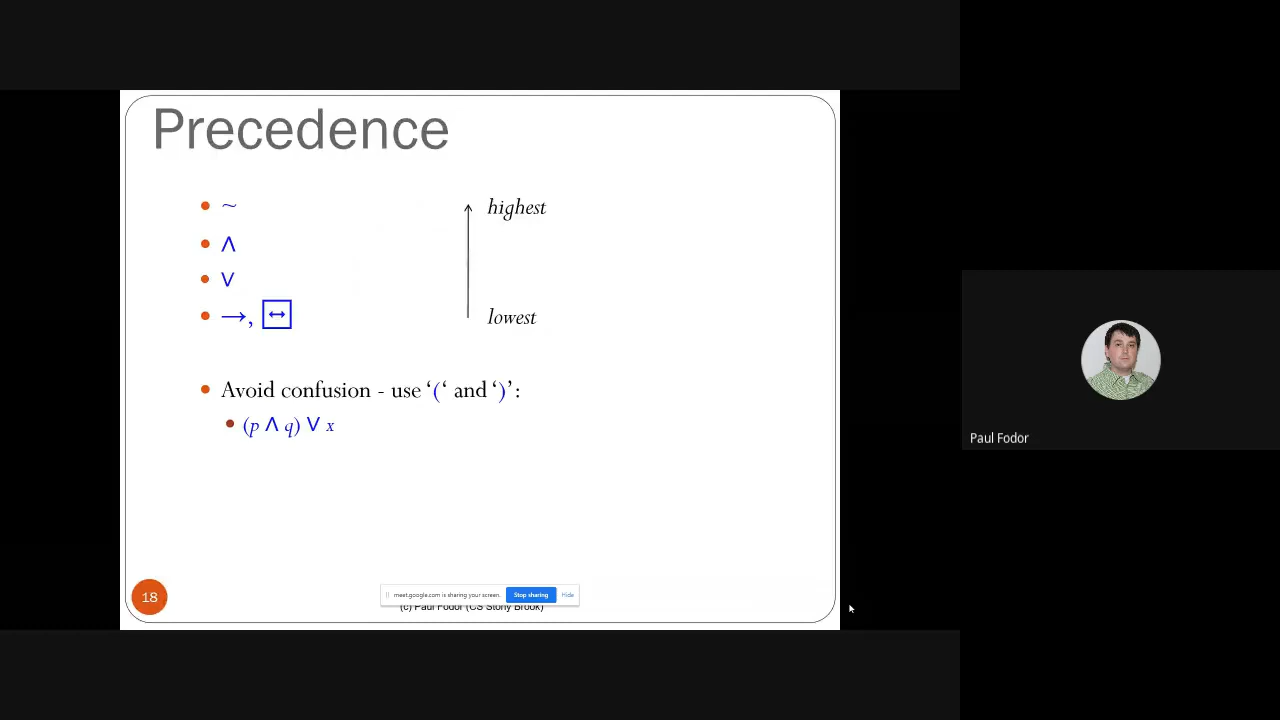 Precedence
• ~ highest
• ∧
• ∨
• →, ↔ lowest
• Avoid confusion - use ‘(‘ and ‘)’:
• (p ∧ q) ∨ x
Paul Fodor
meet.google.com is sharing your screen. Stop sharing Hide
18
(c) Paul Fodor (CS Stony Brook)